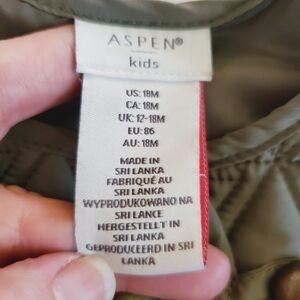 ASPEN®
kids
US: 18M
CA: 18M
UK: 12-18M
EU: 86
AU: 18M
MADE IN
SRI LANKA
FABRIQUÉ AU
SRI LANKA
WYPRODUKOWANO NA
SRI LANCE
HERGESTELLT IN
SRI LANKA
GEPRODUCEERD IN SRI
LANKA